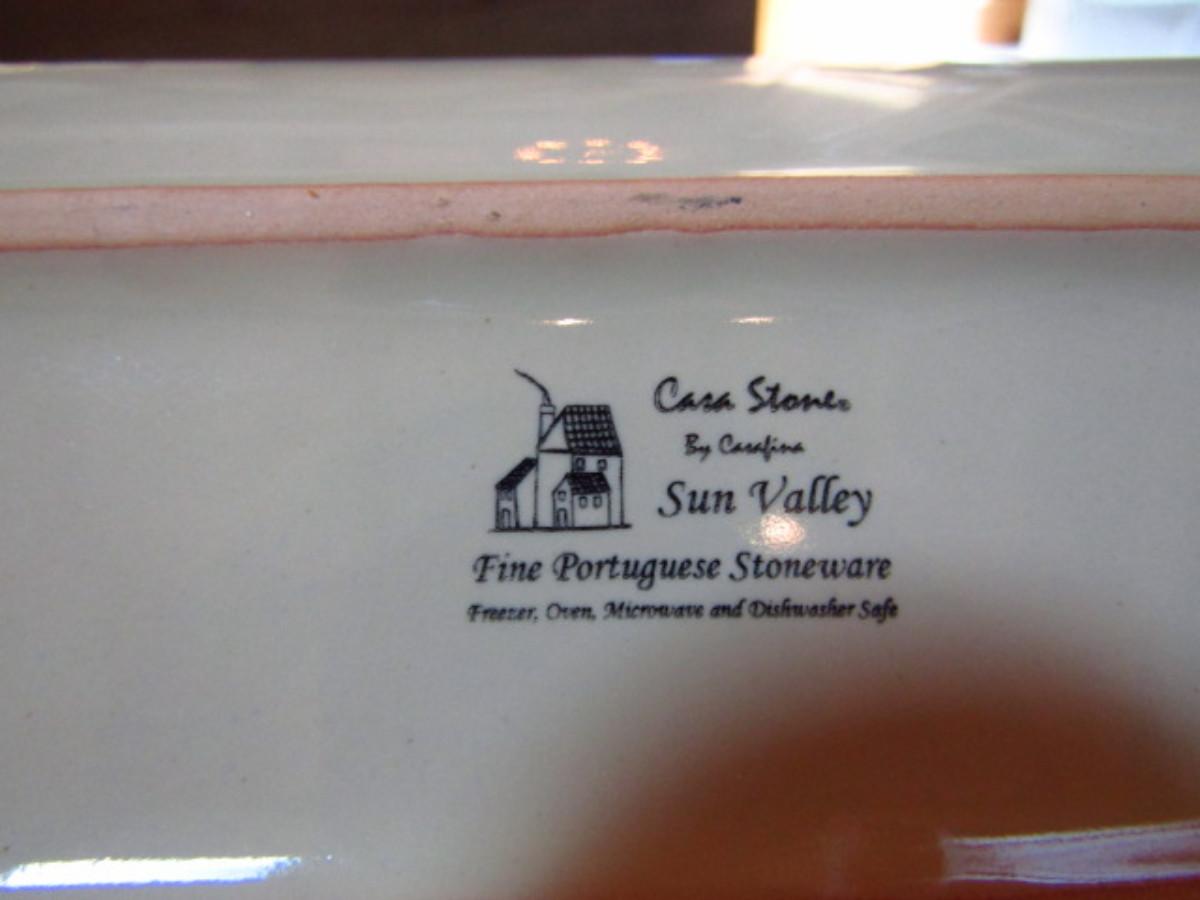 Casa Stone®
By Casafina
Sun Valley
Fine Portuguese Stoneware
Freezer, Oven, Microwave and Dishwasher Safe